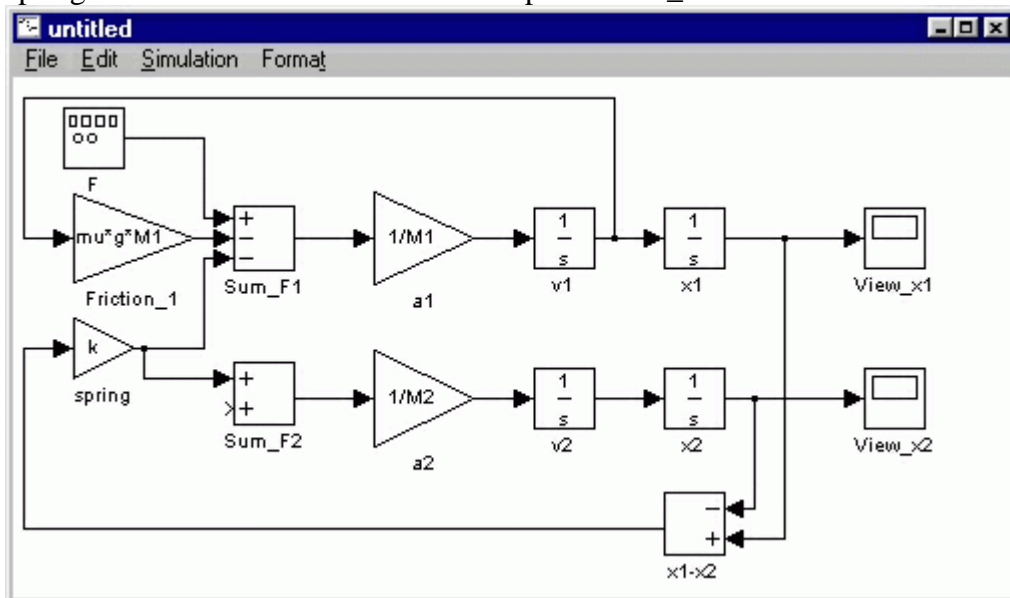 untitled
File Edit Simulation Format
F
mu*g*M1
Friction_1
+
−
−
Sum_F1
1/M1
a1
1
s
v1
1
s
x1
View_x1
k
spring
+
+
Sum_F2
1/M2
a2
1
s
v2
1
s
x2
View_x2
−
+
x1-x2